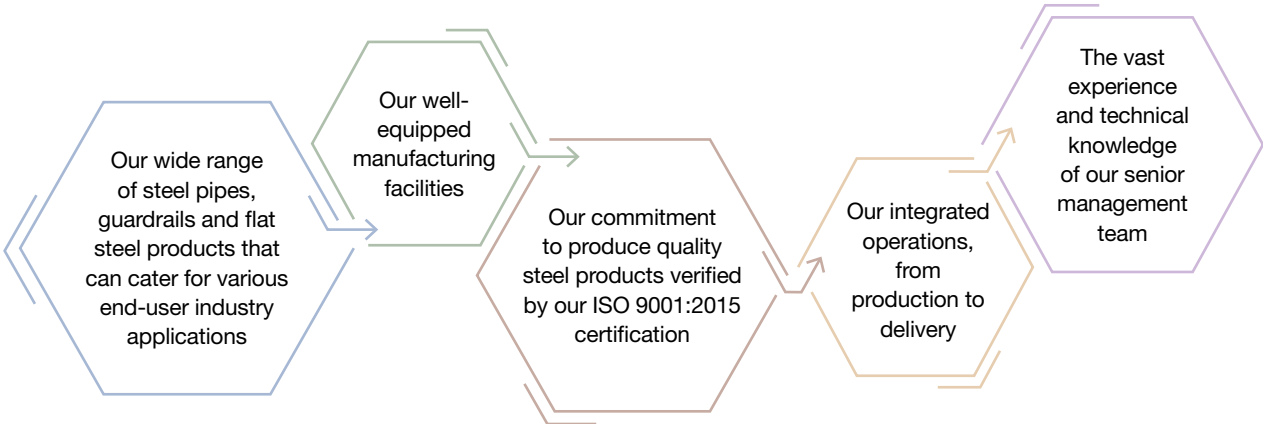 Our wide range
of steel pipes,
guardrails and flat
steel products that
can cater for various
end-user industry
applications
Our well-
equipped
manufacturing
facilities
Our commitment
to produce quality
steel products verified
by our ISO 9001:2015
certification
Our integrated
operations,
from
production to
delivery
The vast
experience
and technical
knowledge
of our senior
management
team